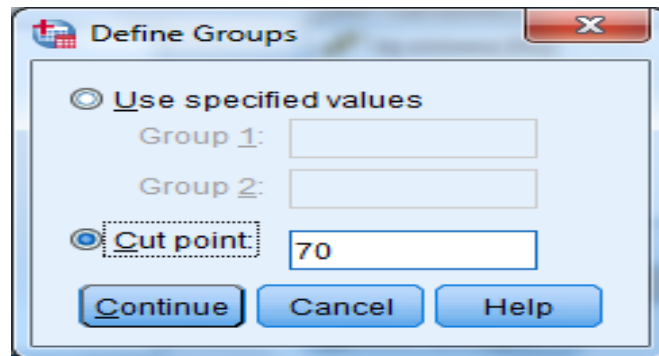 Define Groups
Use specified values
Group 1:
Group 2:
Cut point:
70
Continue Cancel Help